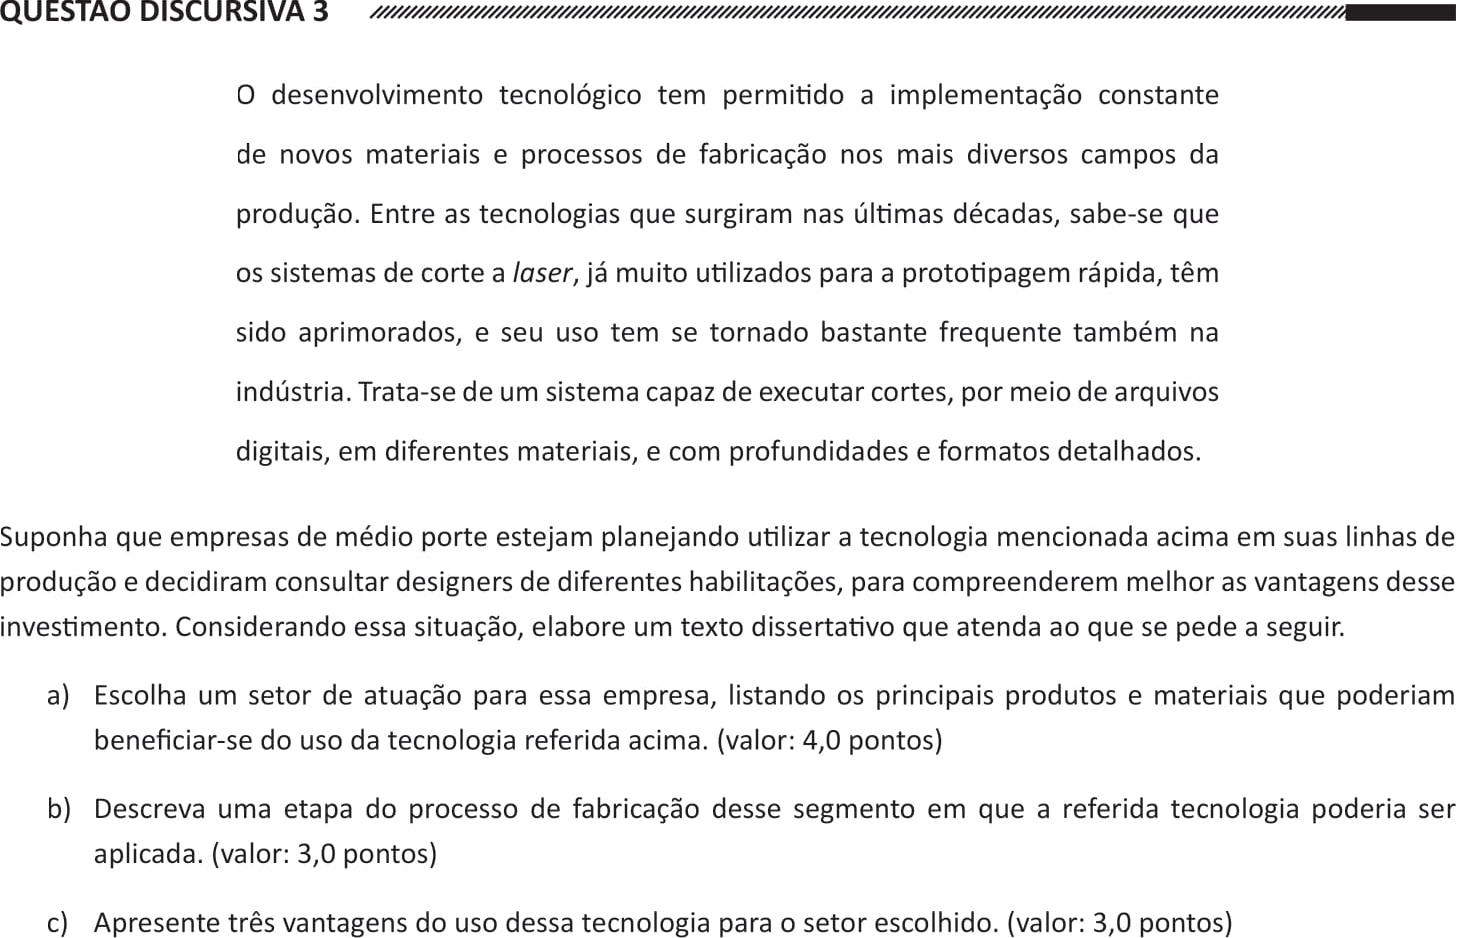 QUESTÃO DISCURSIVA 3
O desenvolvimento tecnológico tem permitido a implementação constante
de novos materiais e processos de fabricação nos mais diversos campos da
produção. Entre as tecnologias que surgiram nas últimas décadas, sabe-se que
os sistemas de corte a laser, já muito utilizados para a prototipagem rápida, têm
sido aprimorados, e seu uso tem se tornado bastante frequente também na
indústria. Trata-se de um sistema capaz de executar cortes, por meio de arquivos
digitais, em diferentes materiais, e com profundidades e formatos detalhados.
Suponha que empresas de médio porte estejam planejando utilizar a tecnologia mencionada acima em suas linhas de
produção e decidiram consultar designers de diferentes habilitações, para compreenderem melhor as vantagens desse
investimento. Considerando essa situação, elabore um texto dissertativo que atenda ao que se pede a seguir.
a) Escolha um setor de atuação para essa empresa, listando os principais produtos e materiais que poderiam
beneficiar-se do uso da tecnologia referida acima. (valor: 4,0 pontos)
b) Descreva uma etapa do processo de fabricação desse segmento em que a referida tecnologia poderia ser
aplicada. (valor: 3,0 pontos)
c) Apresente três vantagens do uso dessa tecnologia para o setor escolhido. (valor: 3,0 pontos)